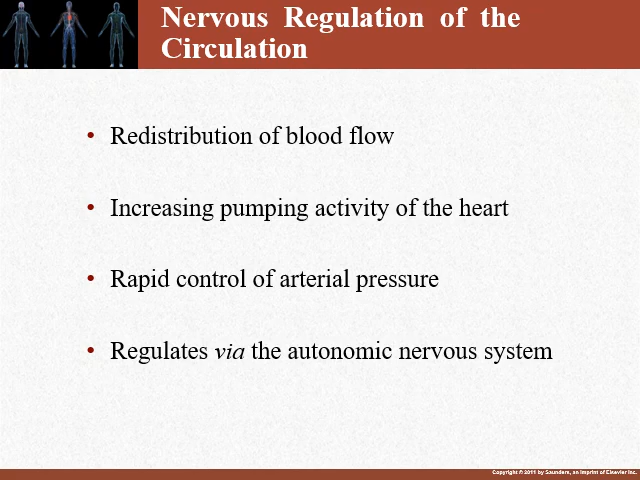 Nervous Regulation of the
Circulation
• Redistribution of blood flow
• Increasing pumping activity of the heart
• Rapid control of arterial pressure
• Regulates via the autonomic nervous system
Copyright © 2011 by Saunders, an imprint of Elsevier Inc.